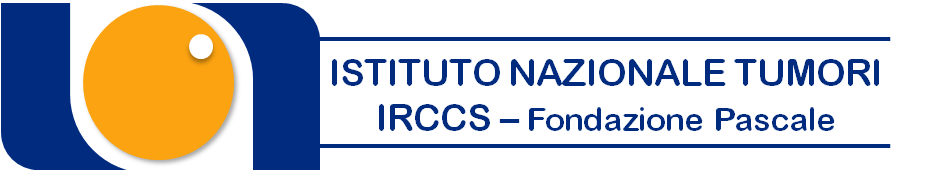 ISTITUTO NAZIONALE TUMORI
IRCCS – Fondazione Pascale